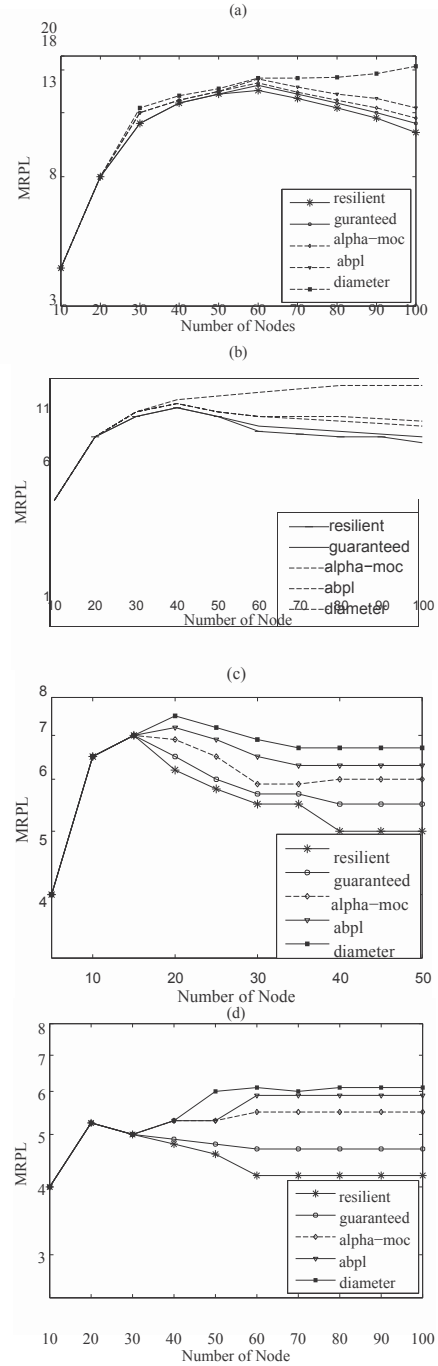 (a)
20
18
13
8
3
MRPL
resilient
guranteed
alpha−moc
abpl
diameter
10 20 30 40 50 60 70 80 90 100
Number of Nodes
(b)
11
6
1
MRPL
resilient
guaranteed
alpha−moc
abpl
diameter
10 20 30 40 50 60 70 80 90 100
Number of Node
(c)
8
7
6
5
4
MRPL
resilient
guaranteed
alpha−moc
abpl
diameter
10 20 30 40 50
Number of Node
(d)
8
7
6
5
4
3
MRPL
resilient
guaranteed
alpha−moc
abpl
diameter
10 20 30 40 50 60 70 80 90 100
Number of Node